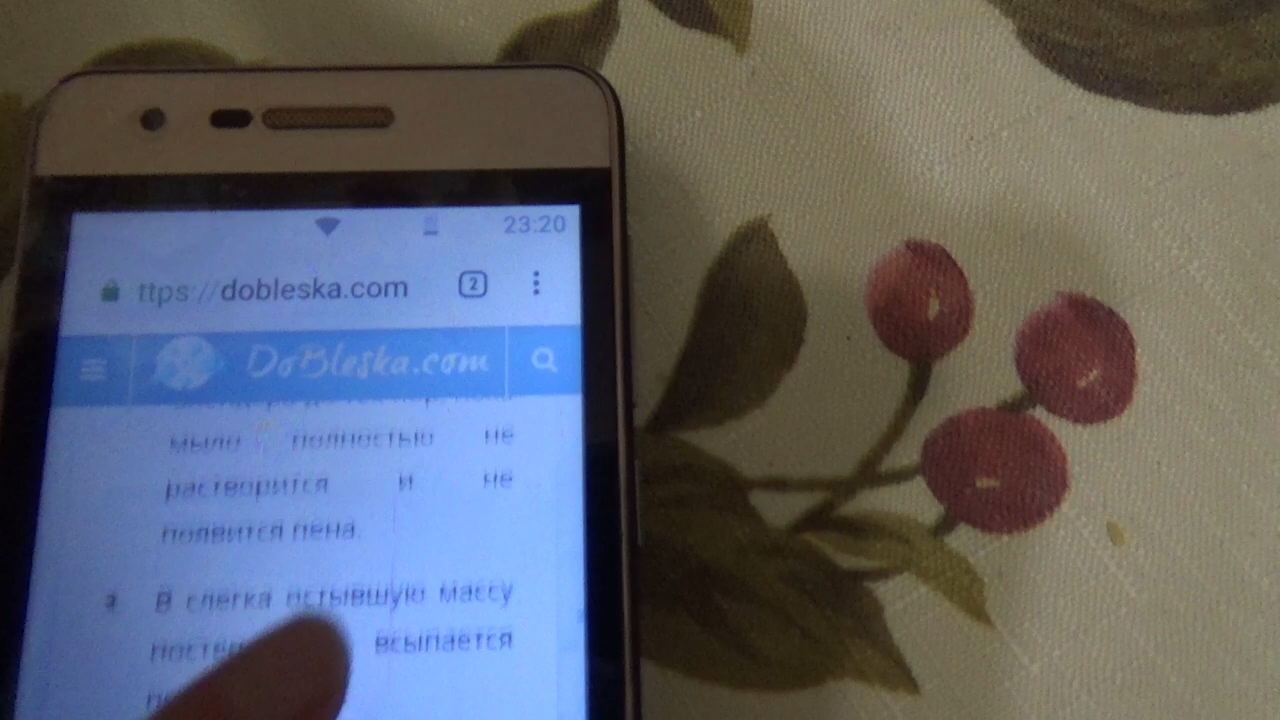 23:20
ttps://dobleska.com 2
DoBleska.com
мыло полностью не
растворится и не
появится пена.
В слегка остывшую массу
всыпается